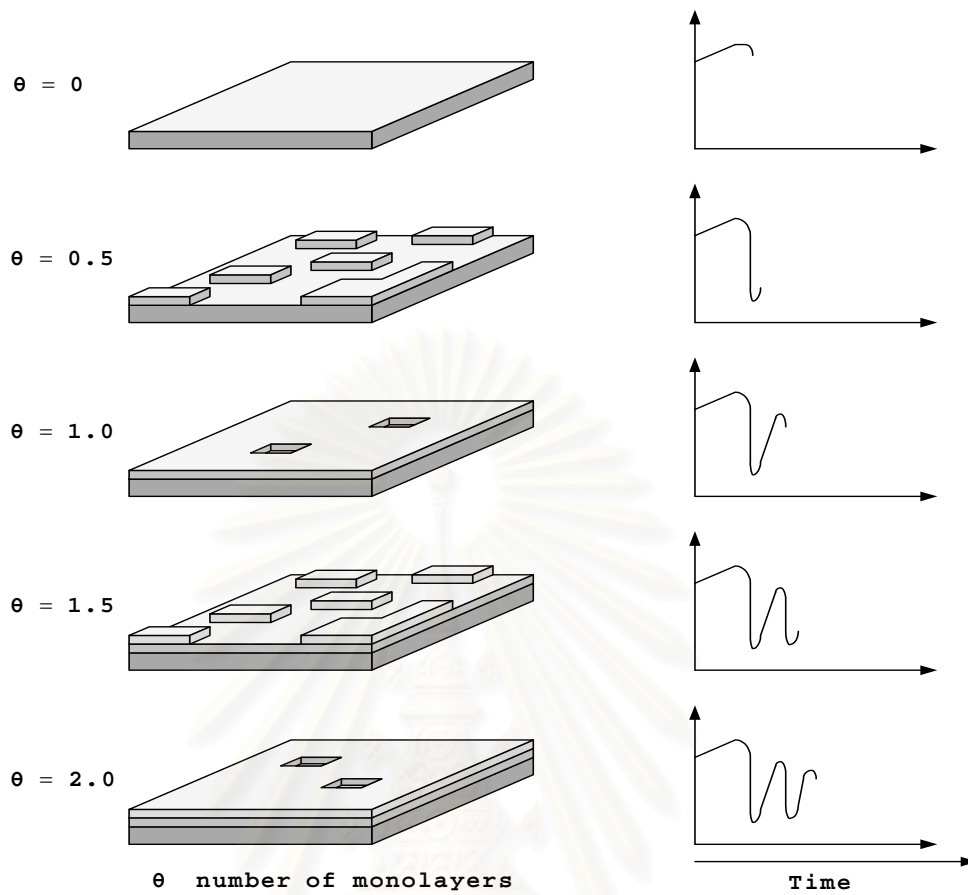 θ = 0
θ = 0.5
θ = 1.0
θ = 1.5
θ = 2.0
θ number of monolayers
Time